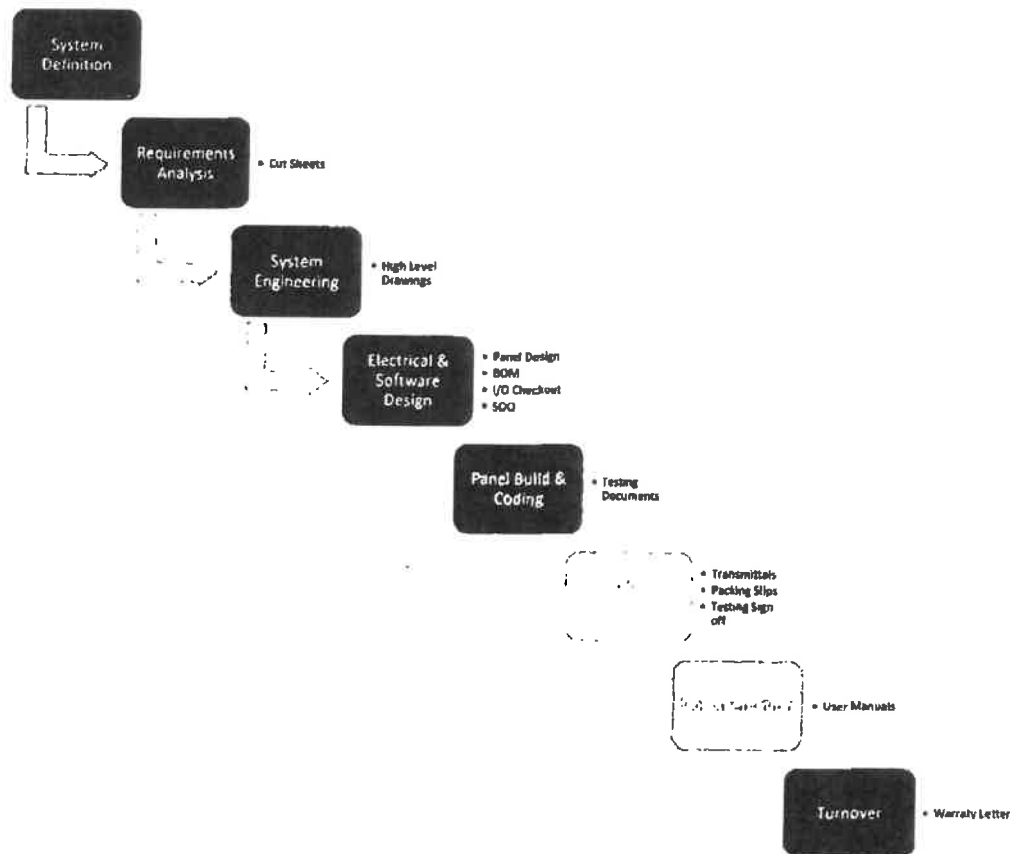 System
Definition
Requirements
Analysis
• Cut Sheets
System
Engineering
• High Level
Drawings
Electrical &
Software
Design
• Panel Design
• BOM
• I/O Checkout
• SOO
Panel Build &
Coding
• Testing
Documents
• Transmittals
• Packing Slips
• Testing Sign
off
• User Manuals
Turnover
• Warraty Letter